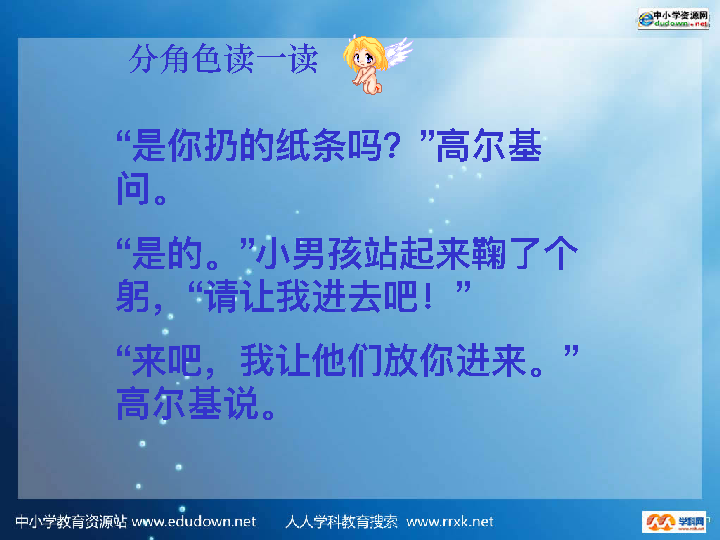 中小学资源网
edudown.net
分角色读一读
“是你扔的纸条吗？”高尔基
问。
“是的。”小男孩站起来鞠了个
躬，“请让我进去吧！”
“来吧，我让他们放你进来。”
高尔基说。
中小学教育资源站 www.edudown.net 人人学科教育搜索 www.rrxk.net
学科网